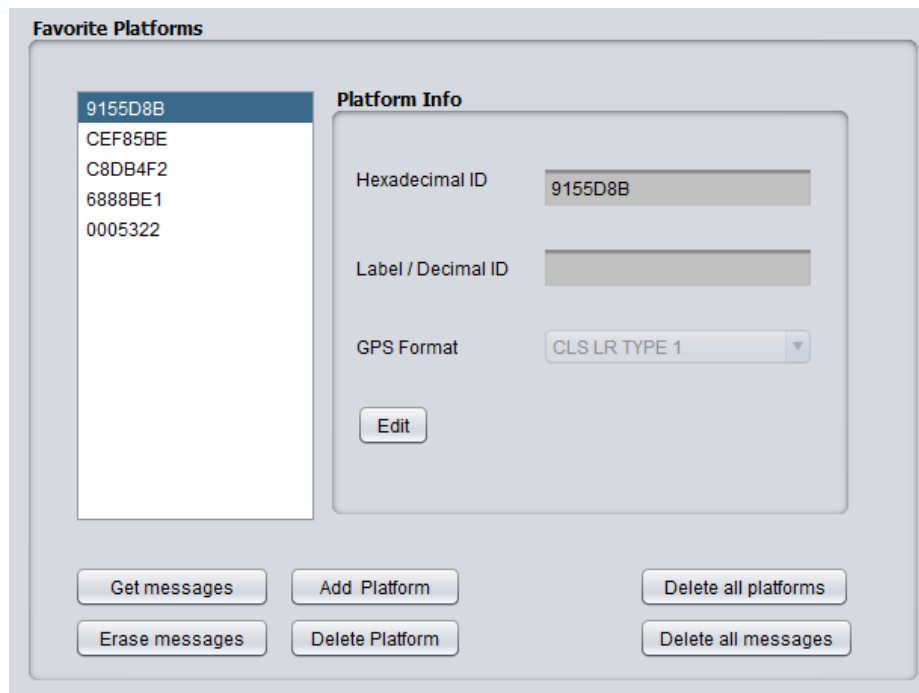 Favorite Platforms
9155D8B
CEF85BE
C8DB4F2
6888BE1
0005322
Platform Info
Hexadecimal ID
9155D8B
Label / Decimal ID
GPS Format
CLS LR TYPE 1
Edit
Get messages
Add Platform
Delete all platforms
Erase messages
Delete Platform
Delete all messages